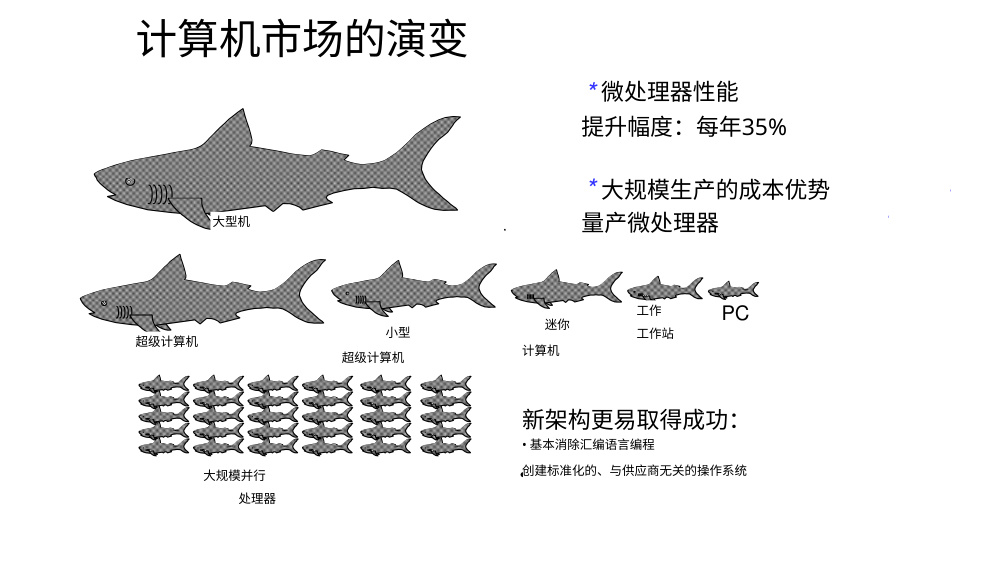 计算机市场的演变
*微处理器性能
提升幅度：每年35%
*大规模生产的成本优势
量产微处理器
大型机
超级计算机
小型
超级计算机
迷你
计算机
工作
工作站
PC
大规模并行
处理器
新架构更易取得成功：
• 基本消除汇编语言编程
•创建标准化的、与供应商无关的操作系统